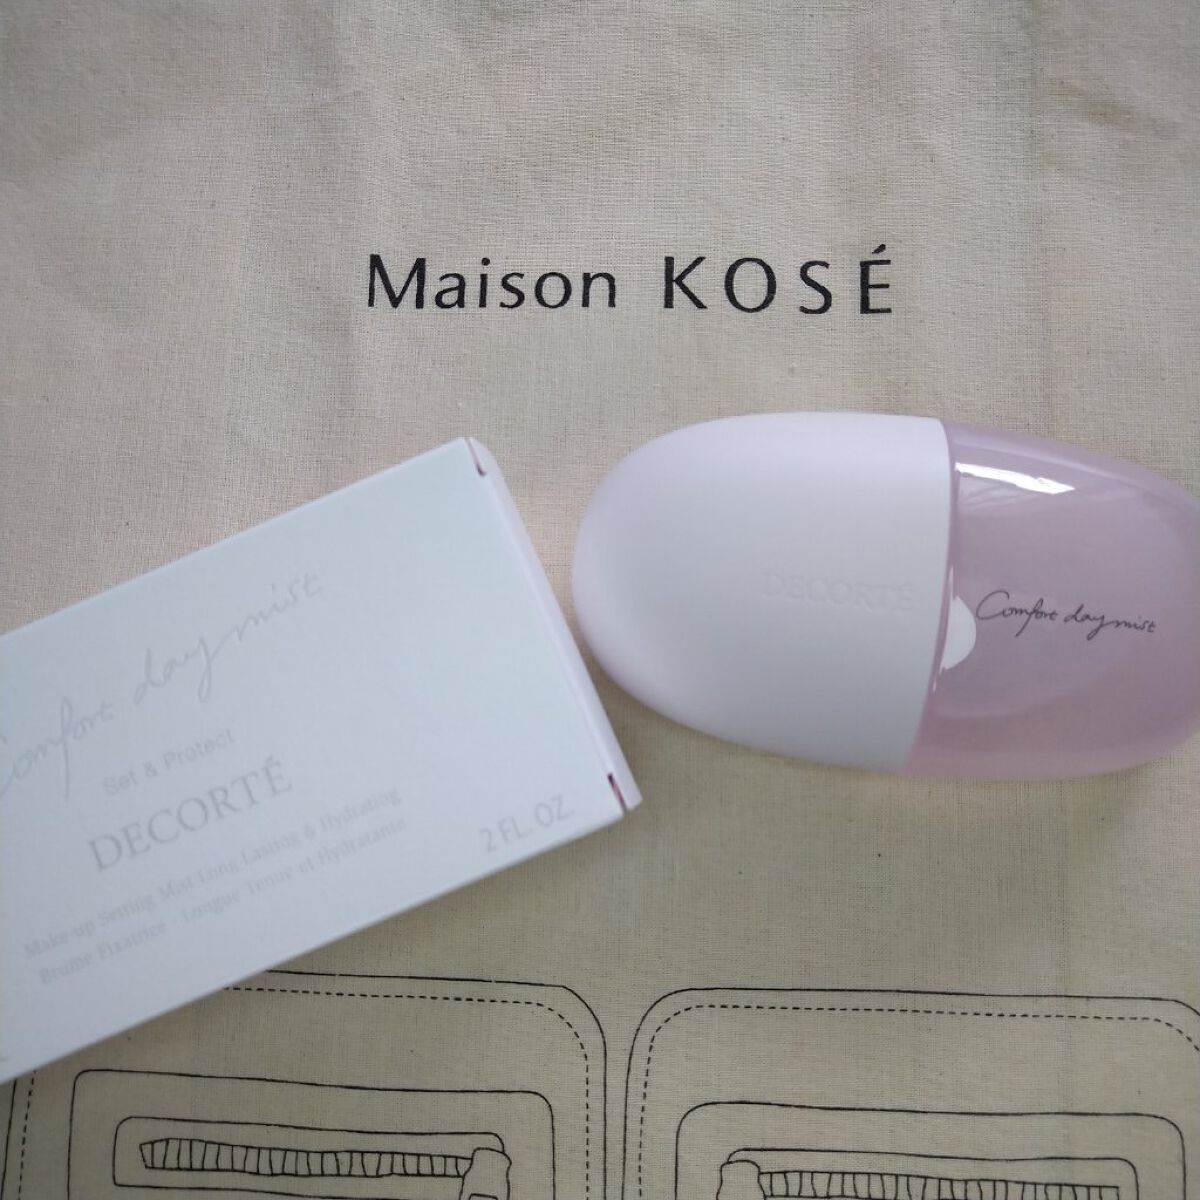 Maison KOSÉ
DECORTÉ
Comfort day mist
Comfort day mist
Set & Protect
DECORTÉ
Make-up Setting Mist Long Lasting & Hydrating
Brume Fixatrice - Longue Tenue et Hydratante
2 FL OZ.